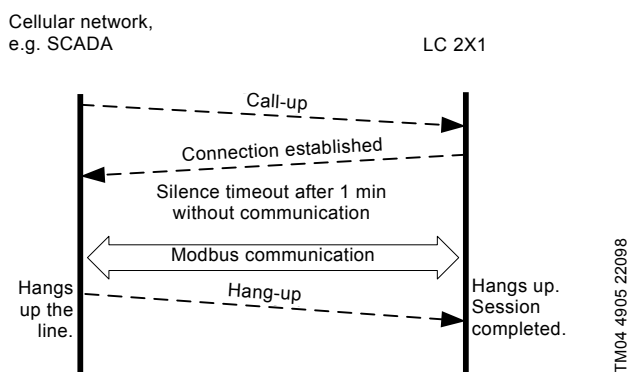 Cellular network,
e.g. SCADA
LC 2X1
Call-up
Connection established
Silence timeout after 1 min
without communication
Modbus communication
Hangs
up the
line.
Hang-up
Hangs up.
Session
completed.
TM04 4905 22098